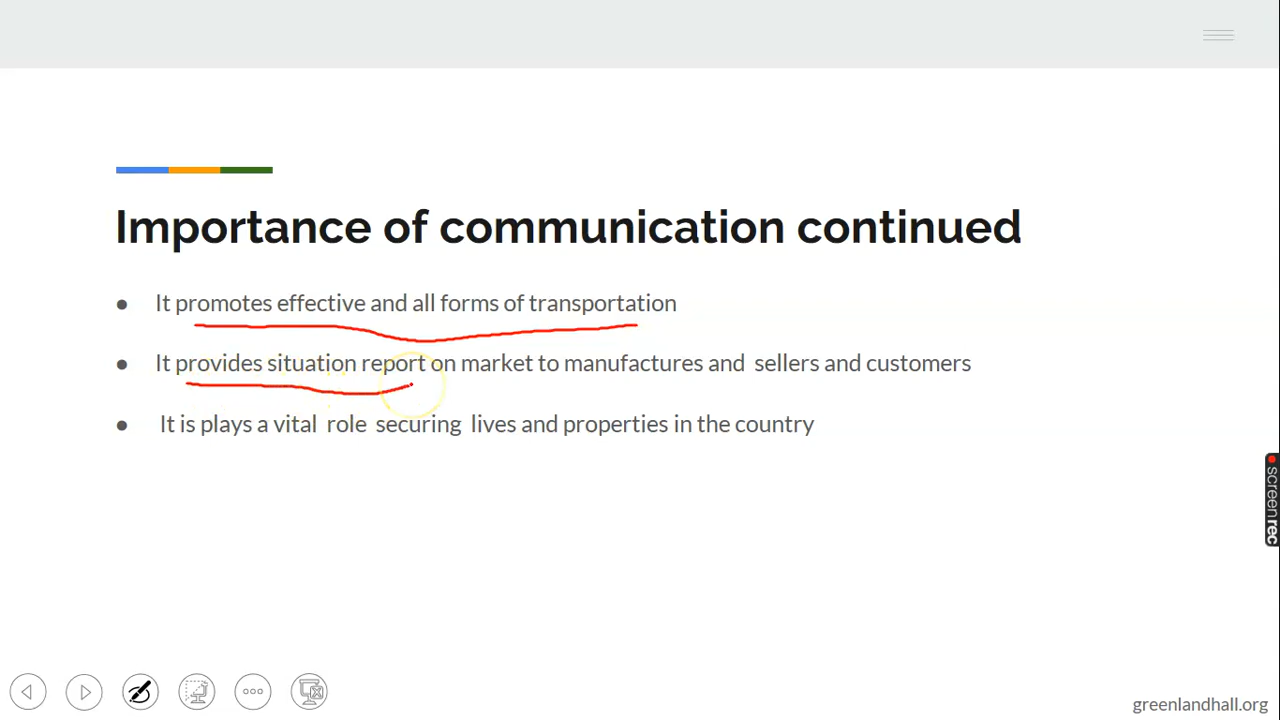 Importance of communication continued
● It promotes effective and all forms of transportation
● It provides situation report on market to manufactures and sellers and customers
● It is plays a vital role securing lives and properties in the country
screenrec
greenlandhall.org